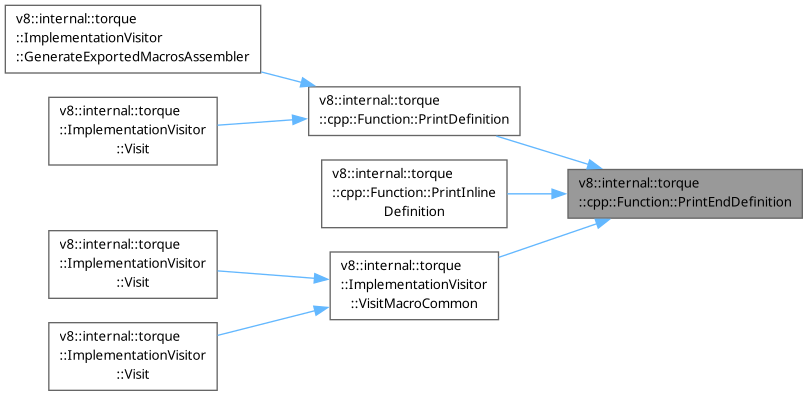 v8::internal::torque
::ImplementationVisitor
::GenerateExportedMacrosAssembler
v8::internal::torque
::ImplementationVisitor
::Visit
v8::internal::torque
::cpp::Function::PrintDefinition
v8::internal::torque
::cpp::Function::PrintInline
Definition
v8::internal::torque
::cpp::Function::PrintEndDefinition
v8::internal::torque
::ImplementationVisitor
::Visit
v8::internal::torque
::ImplementationVisitor
::VisitMacroCommon
v8::internal::torque
::ImplementationVisitor
::Visit